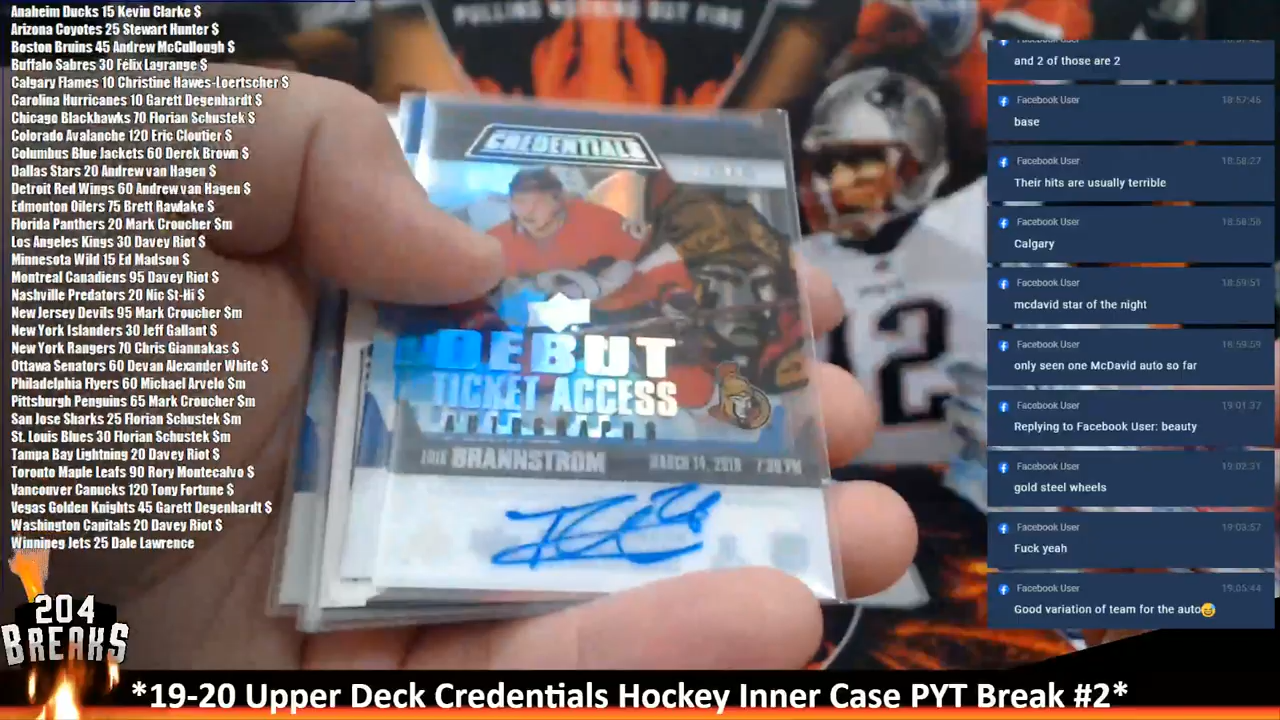 Anaheim Ducks 15 Kevin Clarke $
Arizona Coyotes 25 Stewart Hunter $
Boston Bruins 45 Andrew McCullough $
Buffalo Sabres 30 Felix Lagrange $
Calgary Flames 10 Christine Hawes-Loertscher $
Carolina Hurricanes 10 Garett Degenhardt $
Chicago Blackhawks 70 Florian Schustek $
Colorado Avalanche 120 Eric Cloutier $
Columbus Blue Jackets 60 Derek Brown $
Dallas Stars 20 Andrew van Hagen $
Detroit Red Wings 60 Andrew van Hagen $
Edmonton Oilers 75 Brett Rawlake $
Florida Panthers 20 Mark Croucher $m
Los Angeles Kings 30 Davey Riot $
Minnesota Wild 15 Ed Madson $
Montreal Canadiens 95 Davey Riot $
Nashville Predators 20 Nic St-Hi $
New Jersey Devils 95 Mark Croucher $m
New York Islanders 30 Jeff Gallant $
New York Rangers 70 Chris Giannakas $
Ottawa Senators 60 Devan Alexander White $
Philadelphia Flyers 60 Michael Arvelo $m
Pittsburgh Penguins 65 Mark Croucher $m
San Jose Sharks 25 Florian Schustek $m
St. Louis Blues 30 Florian Schustek $m
Tampa Bay Lightning 20 Davey Riot $
Toronto Maple Leafs 90 Rory Montecalvo $
Vancouver Canucks 120 Tony Fortune $
Vegas Golden Knights 45 Garett Degenhardt $
Washington Capitals 20 Davey Riot $
Winnipeg Jets 25 Dale Lawrence
204
BREAKS
PULLING NOTHING BUT FIRE
CREDENTIALS
DEBUT
TICKET ACCESS
AUTOGRAPHS
ERIK BRANNSTROM MARCH 14, 2019 7:30 PM
12
and 2 of those are 2
Facebook User 18:57:46
base
Facebook User 18:58:27
Their hits are usually terrible
Facebook User 18:58:58
Calgary
Facebook User 18:59:51
mcdavid star of the night
Facebook User 18:59:59
only seen one McDavid auto so far
Facebook User 19:01:37
Replying to Facebook User: beauty
Facebook User 19:02:31
gold steel wheels
Facebook User 19:03:57
Fuck yeah
Facebook User 19:05:44
Good variation of team for the auto😅
*19-20 Upper Deck Credentials Hockey Inner Case PYT Break #2*